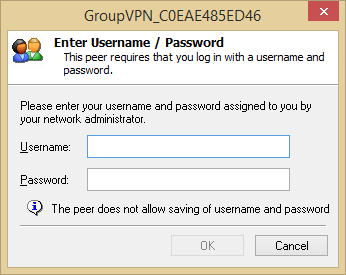 GroupVPN_C0EAE485ED46
Enter Username / Password
This peer requires that you log in with a username and
password.
Please enter your username and password assigned to you by
your network administrator.
Username:
Password:
The peer does not allow saving of username and password
OK
Cancel